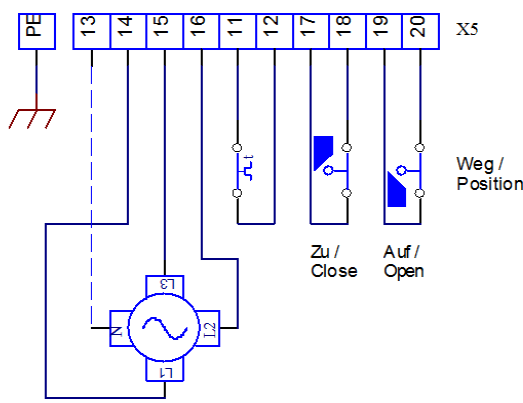 PE 13 14 15 16 11 12 17 18 19 20 X5
t
Weg /
Position
Zu /
Close
Auf /
Open
L3
N
L2
L1